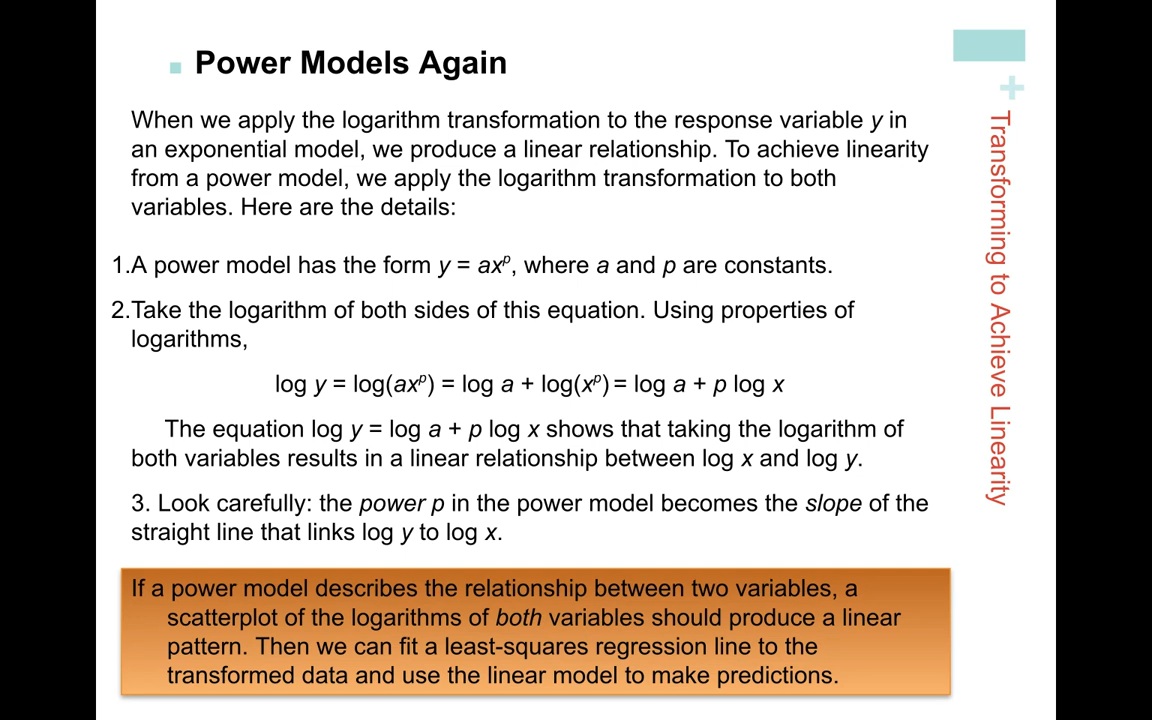 Power Models Again
When we apply the logarithm transformation to the response variable y in
an exponential model, we produce a linear relationship. To achieve linearity
from a power model, we apply the logarithm transformation to both
variables. Here are the details:
1.A power model has the form y = axᵖ, where a and p are constants.
2.Take the logarithm of both sides of this equation. Using properties of
logarithms,
log y = log(axᵖ) = log a + log(xᵖ) = log a + p log x
The equation log y = log a + p log x shows that taking the logarithm of
both variables results in a linear relationship between log x and log y.
3. Look carefully: the power p in the power model becomes the slope of the
straight line that links log y to log x.
If a power model describes the relationship between two variables, a
scatterplot of the logarithms of both variables should produce a linear
pattern. Then we can fit a least-squares regression line to the
transformed data and use the linear model to make predictions.
+
Transforming to Achieve Linearity